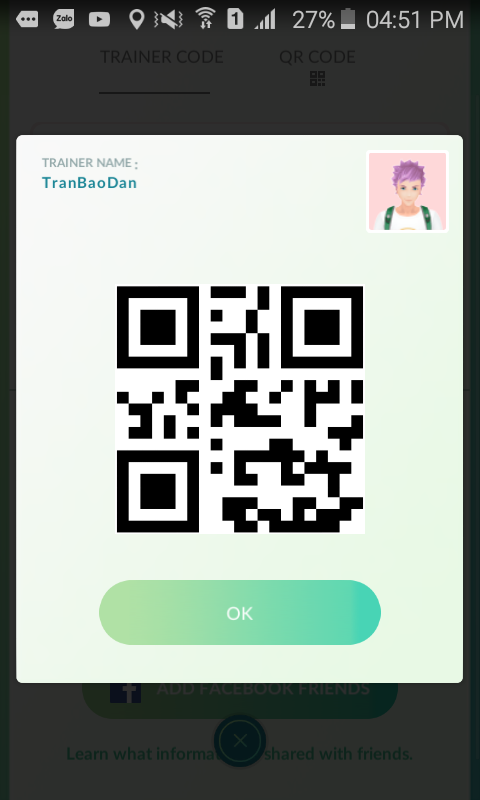 Zalo 1 27% 04:51 PM
TRAINER CODE QR CODE
TRAINER NAME :
TranBaoDan
OK
ADD FACEBOOK FRIENDS
Learn what informa shared with friends.